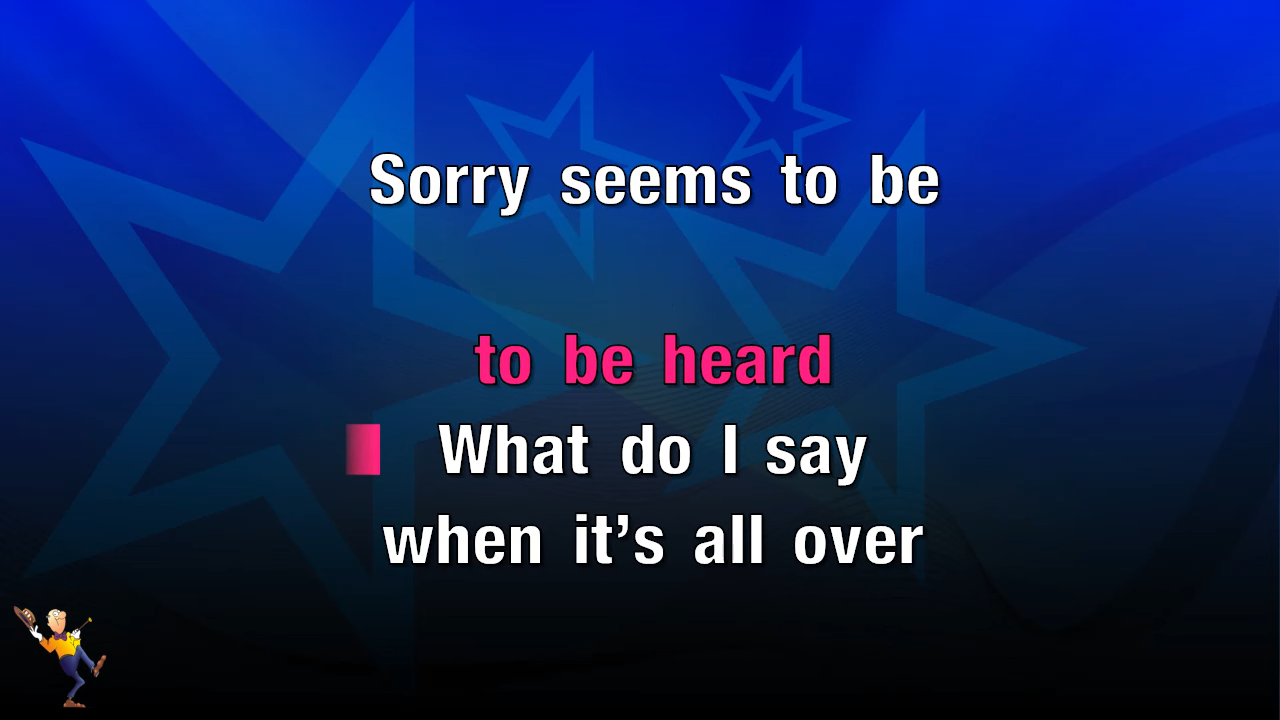 Sorry seems to be
to be heard
What do I say
when it’s all over